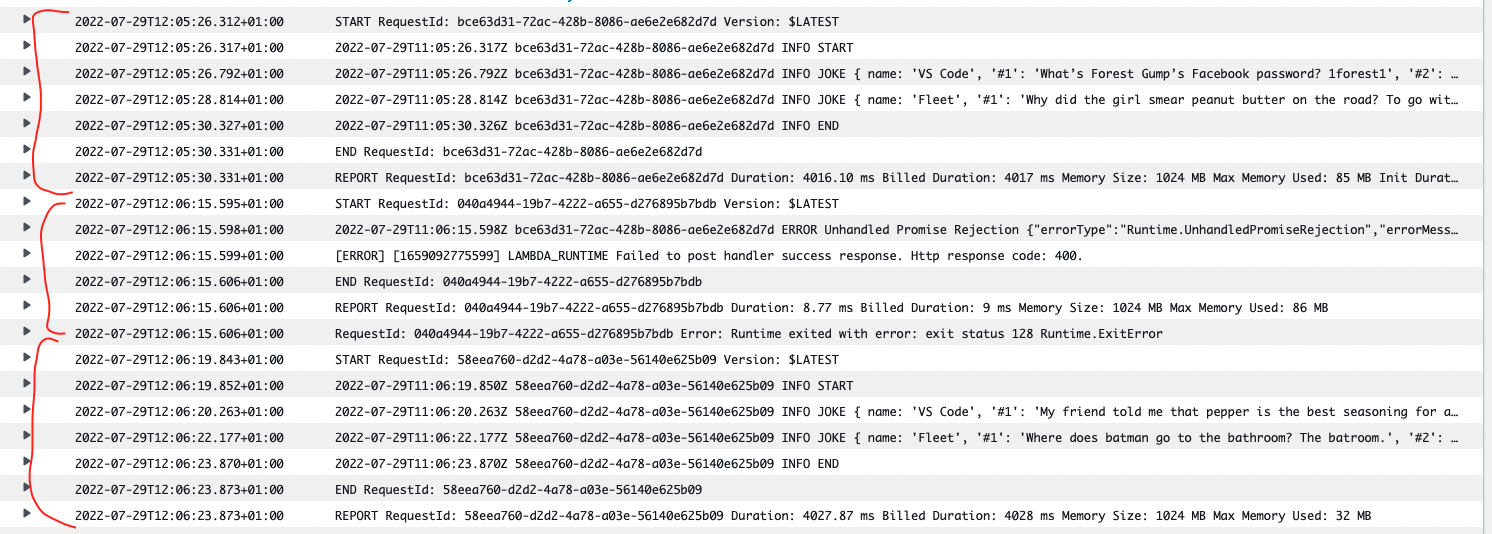 2022-07-29T12:05:26.312+01:00 START RequestId: bce63d31-72ac-428b-8086-ae6e2e682d7d Version: $LATEST
2022-07-29T12:05:26.317+01:00 2022-07-29T11:05:26.317Z bce63d31-72ac-428b-8086-ae6e2e682d7d INFO START
2022-07-29T12:05:26.792+01:00 2022-07-29T11:05:26.792Z bce63d31-72ac-428b-8086-ae6e2e682d7d INFO JOKE { name: 'VS Code', '#1': 'What’s Forest Gump’s Facebook password? 1forest1', '#2': …
2022-07-29T12:05:28.814+01:00 2022-07-29T11:05:28.814Z bce63d31-72ac-428b-8086-ae6e2e682d7d INFO JOKE { name: 'Fleet', '#1': 'Why did the girl smear peanut butter on the road? To go wit…
2022-07-29T12:05:30.327+01:00 2022-07-29T11:05:30.326Z bce63d31-72ac-428b-8086-ae6e2e682d7d INFO END
2022-07-29T12:05:30.331+01:00 END RequestId: bce63d31-72ac-428b-8086-ae6e2e682d7d
2022-07-29T12:05:30.331+01:00 REPORT RequestId: bce63d31-72ac-428b-8086-ae6e2e682d7d Duration: 4016.10 ms Billed Duration: 4017 ms Memory Size: 1024 MB Max Memory Used: 85 MB Init Durat…
2022-07-29T12:06:15.595+01:00 START RequestId: 040a4944-19b7-4222-a655-d276895b7bdb Version: $LATEST
2022-07-29T12:06:15.598+01:00 2022-07-29T11:06:15.598Z bce63d31-72ac-428b-8086-ae6e2e682d7d ERROR Unhandled Promise Rejection {"errorType":"Runtime.UnhandledPromiseRejection","errorMess…
2022-07-29T12:06:15.599+01:00 [ERROR] [1659092775599] LAMBDA_RUNTIME Failed to post handler success response. Http response code: 400.
2022-07-29T12:06:15.606+01:00 END RequestId: 040a4944-19b7-4222-a655-d276895b7bdb
2022-07-29T12:06:15.606+01:00 REPORT RequestId: 040a4944-19b7-4222-a655-d276895b7bdb Duration: 8.77 ms Billed Duration: 9 ms Memory Size: 1024 MB Max Memory Used: 86 MB
2022-07-29T12:06:15.606+01:00 RequestId: 040a4944-19b7-4222-a655-d276895b7bdb Error: Runtime exited with error: exit status 128 Runtime.ExitError
2022-07-29T12:06:19.843+01:00 START RequestId: 58eea760-d2d2-4a78-a03e-56140e625b09 Version: $LATEST
2022-07-29T12:06:19.852+01:00 2022-07-29T11:06:19.850Z 58eea760-d2d2-4a78-a03e-56140e625b09 INFO START
2022-07-29T12:06:20.263+01:00 2022-07-29T11:06:20.263Z 58eea760-d2d2-4a78-a03e-56140e625b09 INFO JOKE { name: 'VS Code', '#1': 'My friend told me that pepper is the best seasoning for a…
2022-07-29T12:06:22.177+01:00 2022-07-29T11:06:22.177Z 58eea760-d2d2-4a78-a03e-56140e625b09 INFO JOKE { name: 'Fleet', '#1': 'Where does batman go to the bathroom? The batroom.', '#2': …
2022-07-29T12:06:23.870+01:00 2022-07-29T11:06:23.870Z 58eea760-d2d2-4a78-a03e-56140e625b09 INFO END
2022-07-29T12:06:23.873+01:00 END RequestId: 58eea760-d2d2-4a78-a03e-56140e625b09
2022-07-29T12:06:23.873+01:00 REPORT RequestId: 58eea760-d2d2-4a78-a03e-56140e625b09 Duration: 4027.87 ms Billed Duration: 4028 ms Memory Size: 1024 MB Max Memory Used: 32 MB